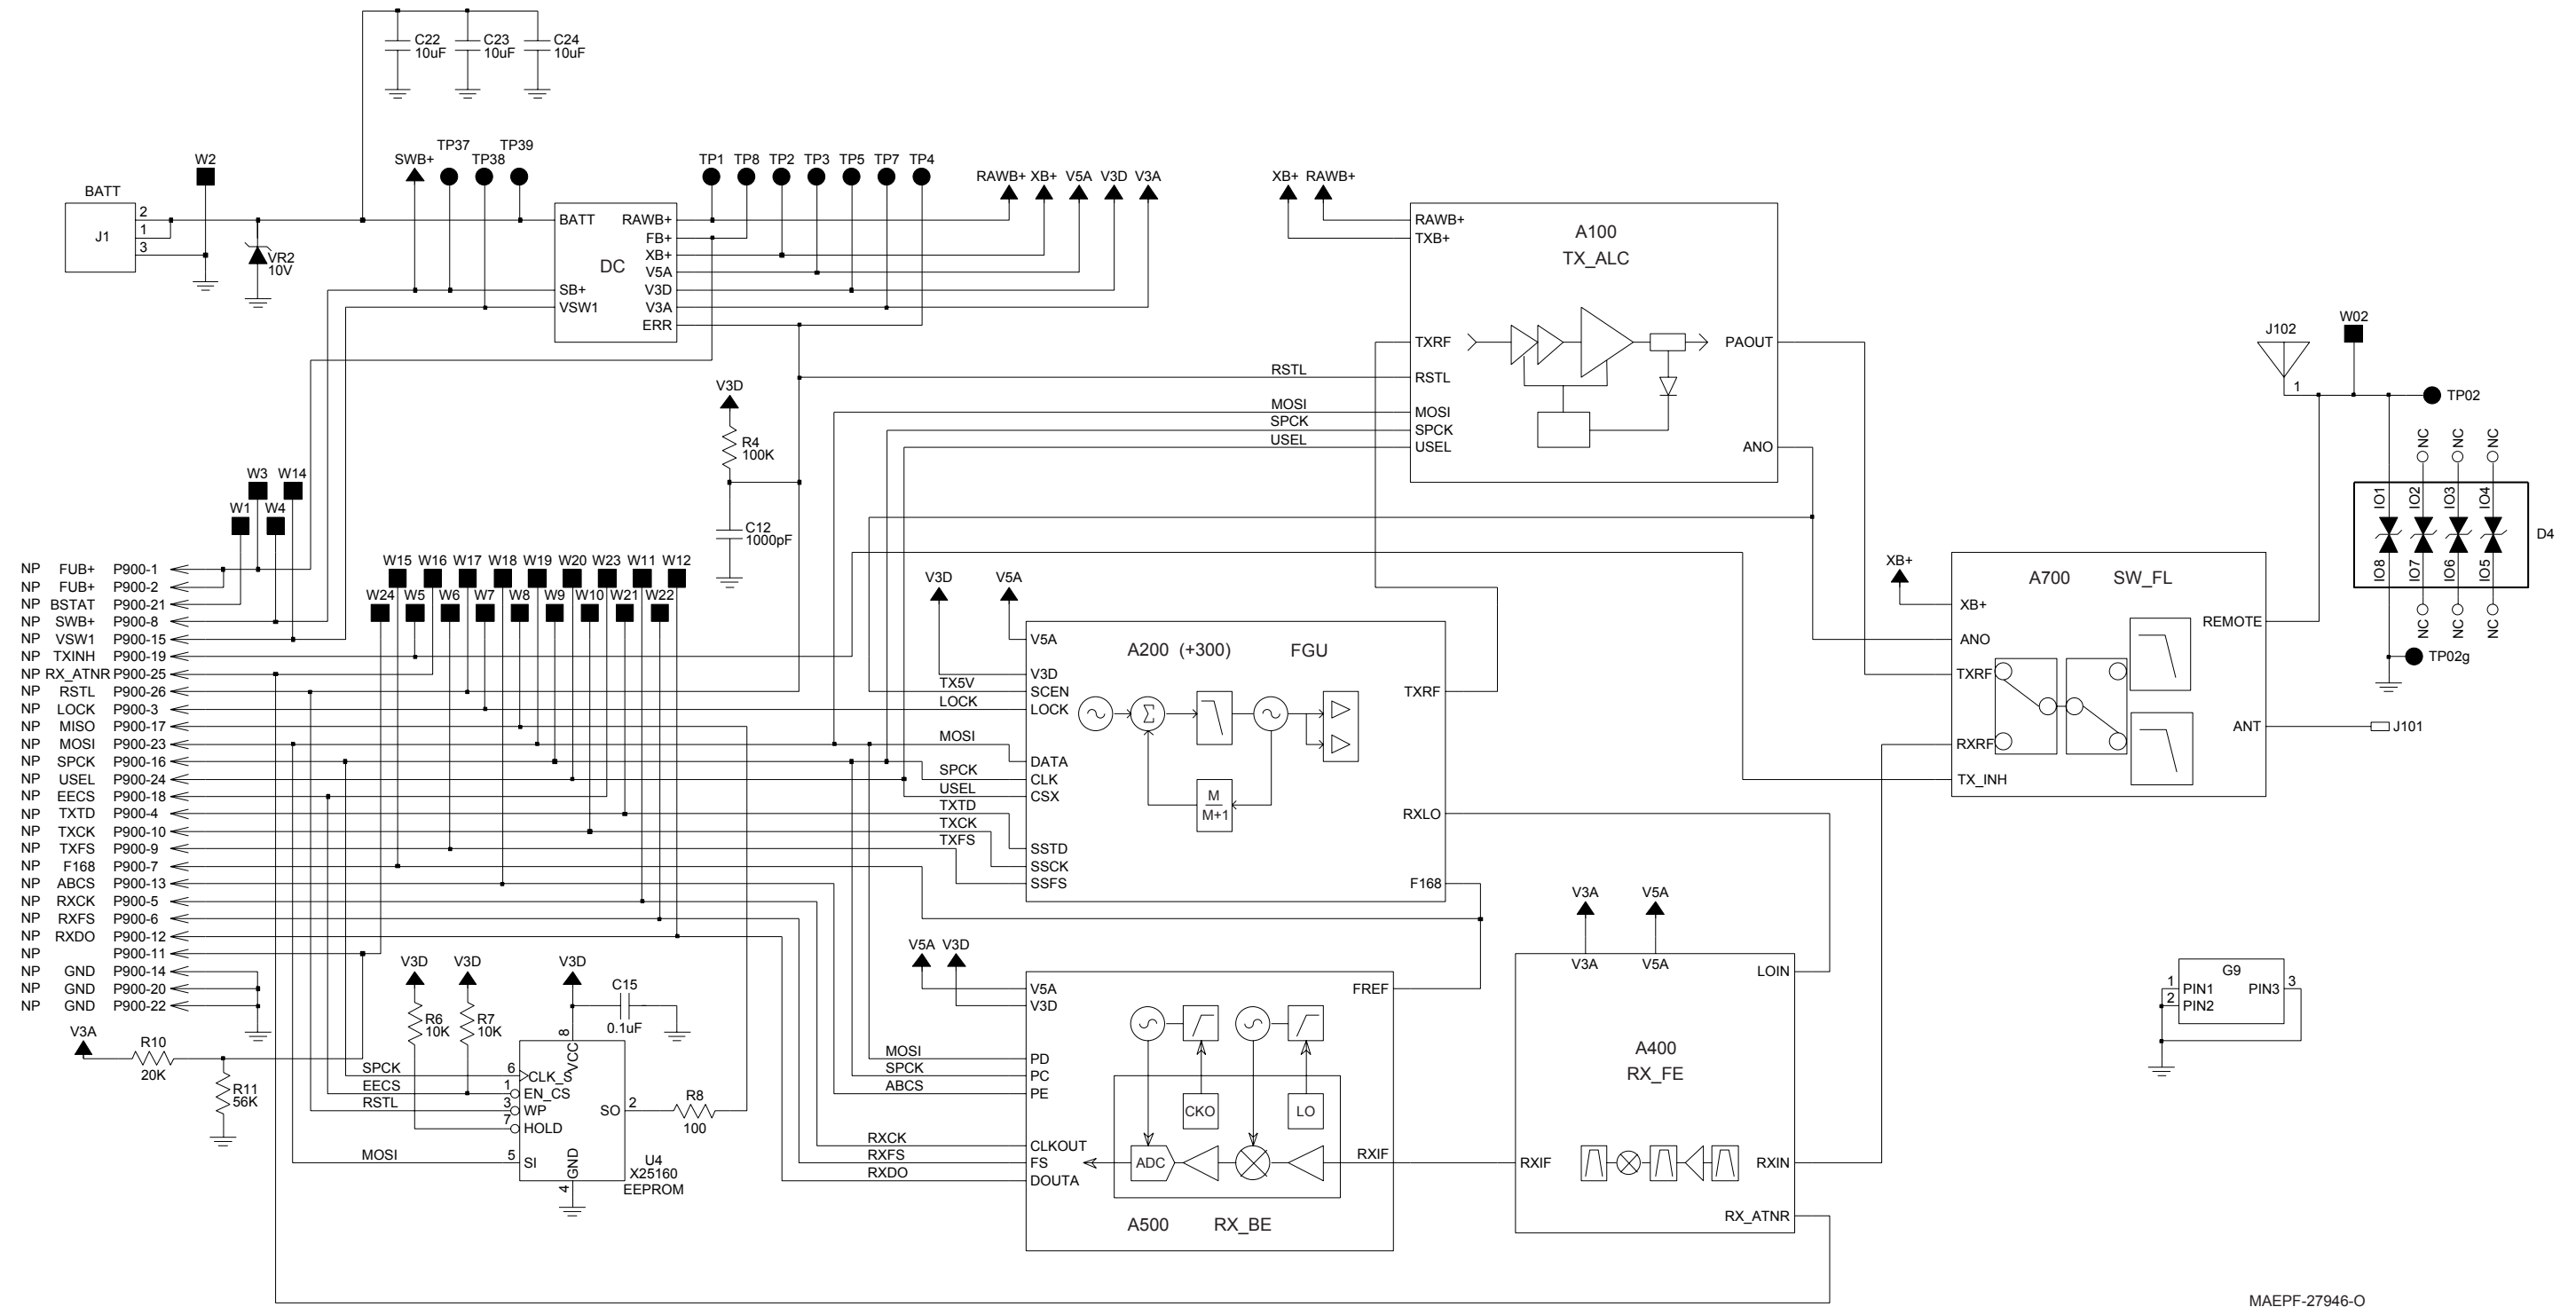 C22
10uF
C23
10uF
C24
10uF
BATT
J1
2
1
3
W2
VR2
10V
SWB+
TP37
TP38
TP39
BATT
SB+
VSW1
DC
RAWB+
FB+
XB+
V5A
V3D
V3A
ERR
TP1
TP8
TP2
TP3
TP5
TP7
TP4
RAWB+
XB+
V5A
V3D
V3A
XB+
RAWB+
RAWB+
TXB+
A100
TX_ALC
TXRF
PAOUT
RSTL
RSTL
MOSI
MOSI
SPCK
SPCK
USEL
USEL
ANO
V3D
R4
100K
C12
1000pF
J102
1
W02
TP02
NC
NC
NC
IO1
IO2
IO3
IO4
IO8
IO7
IO6
IO5
D4
NC
NC
NC
TP02g
W3
W14
W1
W4
NP FUB+ P900-1
NP FUB+ P900-2
NP BSTAT P900-21
NP SWB+ P900-8
NP VSW1 P900-15
NP TXINH P900-19
NP RX_ATNR P900-25
NP RSTL P900-26
NP LOCK P900-3
NP MISO P900-17
NP MOSI P900-23
NP SPCK P900-16
NP USEL P900-24
NP EECS P900-18
NP TXTD P900-4
NP TXCK P900-10
NP TXFS P900-9
NP F168 P900-7
NP ABCS P900-13
NP RXCK P900-5
NP RXFS P900-6
NP RXDO P900-12
NP P900-11
NP GND P900-14
NP GND P900-20
NP GND P900-22
W15
W16
W17
W18
W19
W20
W23
W11
W12
W24
W5
W6
W7
W8
W9
W10
W21
W22
V3D
V5A
V5A
V3D
TX5V
SCEN
LOCK
LOCK
MOSI
DATA
SPCK
CLK
USEL
CSX
TXTD
TXCK
TXFS
SSTD
SSCK
SSFS
A200 (+300)
FGU
Σ
M
M+1
TXRF
RXLO
F168
XB+
A700
SW_FL
XB+
ANO
TXRF
RXRF
TX_INH
REMOTE
ANT
J101
V3A
R10
20K
R11
56K
V3D
V3D
V3D
R6
10K
R7
10K
C15
0.1uF
8
VCC
SPCK
6
CLK_S
EECS
1
EN_CS
RSTL
3
WP
7
HOLD
MOSI
5
SI
GND
4
SO
2
R8
100
U4
X25160
EEPROM
V5A
V3D
V5A
V3D
FREF
MOSI
PD
SPCK
PC
ABCS
PE
CKO
LO
ADC
RXCK
CLKOUT
RXFS
FS
RXDO
DOUTA
RXIF
A500
RX_BE
V3A
V5A
V3A
V5A
LOIN
A400
RX_FE
RXIF
RXIN
RX_ATNR
G9
1
PIN1
2
PIN2
PIN3
3
MAEPF-27946-O